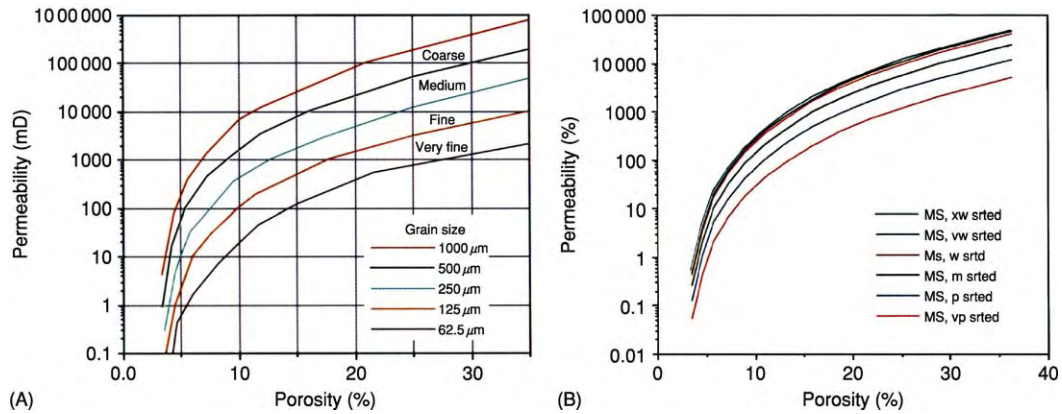 1 000 000
100 000
10 000
1000
100
10
1
0.1
Permeability (mD)
Coarse
Medium
Fine
Very fine
Grain size
1000 µm
500 µm
250 µm
125 µm
62.5 µm
0.0
10
20
30
Porosity (%)
(A)
100 000
10 000
1000
100
10
1
0.1
0.01
Permeability (%)
MS, xw srted
MS, vw srted
Ms, w srtd
MS, m srted
MS, p srted
MS, vp srted
0
10
20
30
40
Porosity (%)
(B)